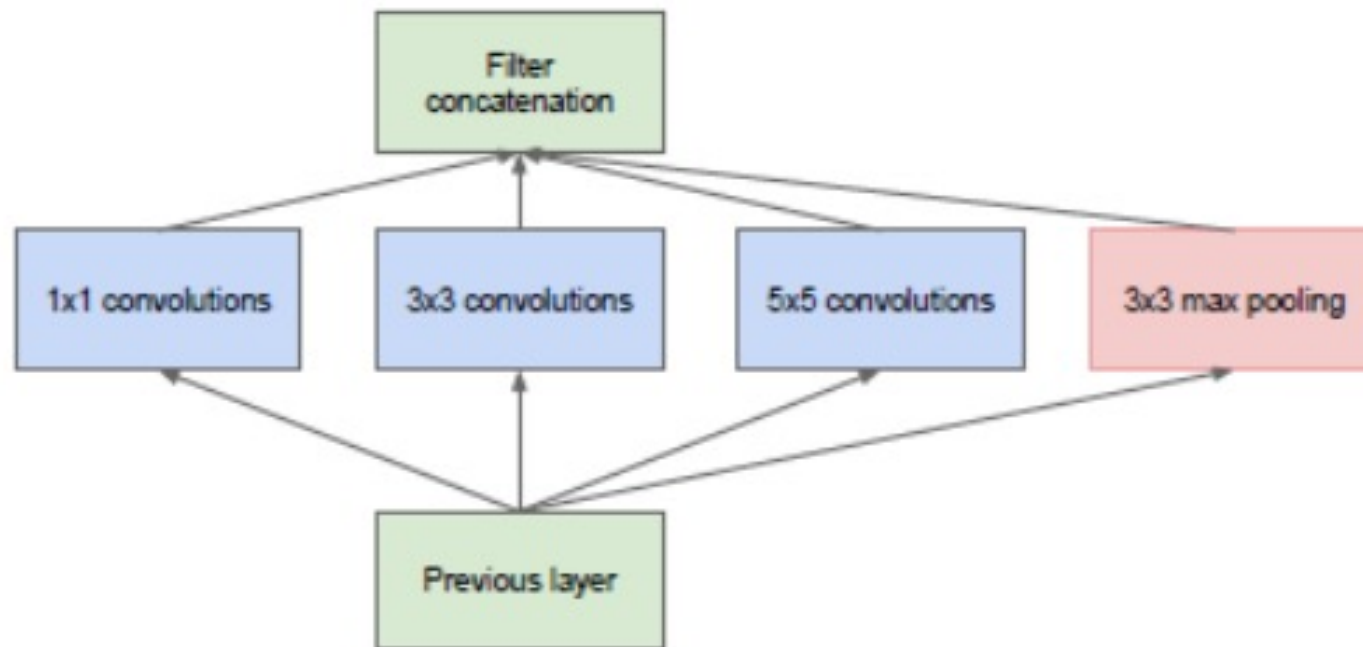 Filter
concatenation
1x1 convolutions
3x3 convolutions
5x5 convolutions
3x3 max pooling
Previous layer